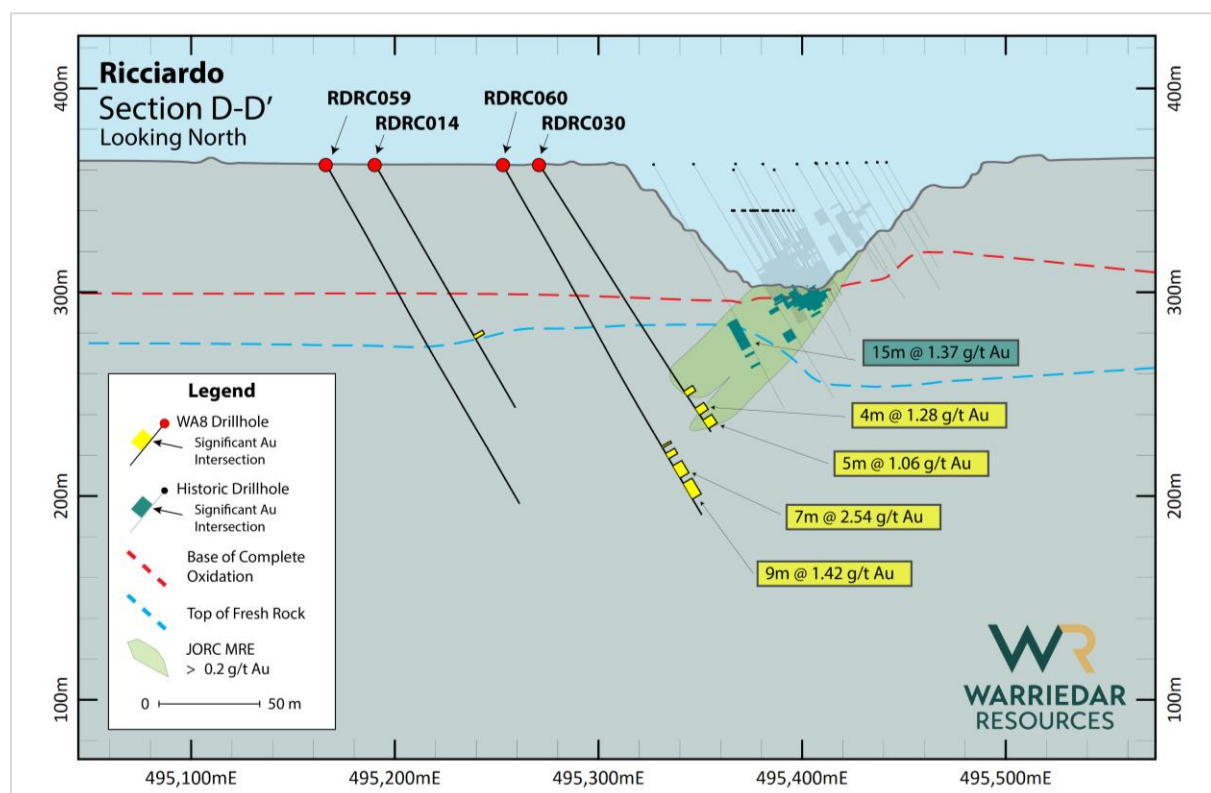 Ricciardo
Section D-D'
Looking North
RDRC059
RDRC014
RDRC060
RDRC030
400m
300m
200m
100m
400m
300m
200m
100m
15m @ 1.37 g/t Au
4m @ 1.28 g/t Au
5m @ 1.06 g/t Au
7m @ 2.54 g/t Au
9m @ 1.42 g/t Au
Legend
WA8 Drillhole
Significant Au
Intersection
Historic Drillhole
Significant Au
Intersection
Base of Complete
Oxidation
Top of Fresh Rock
JORC MRE
> 0.2 g/t Au
0 50 m
WR
WARRIEDAR
RESOURCES
495,100mE
495,200mE
495,300mE
495,400mE
495,500mE